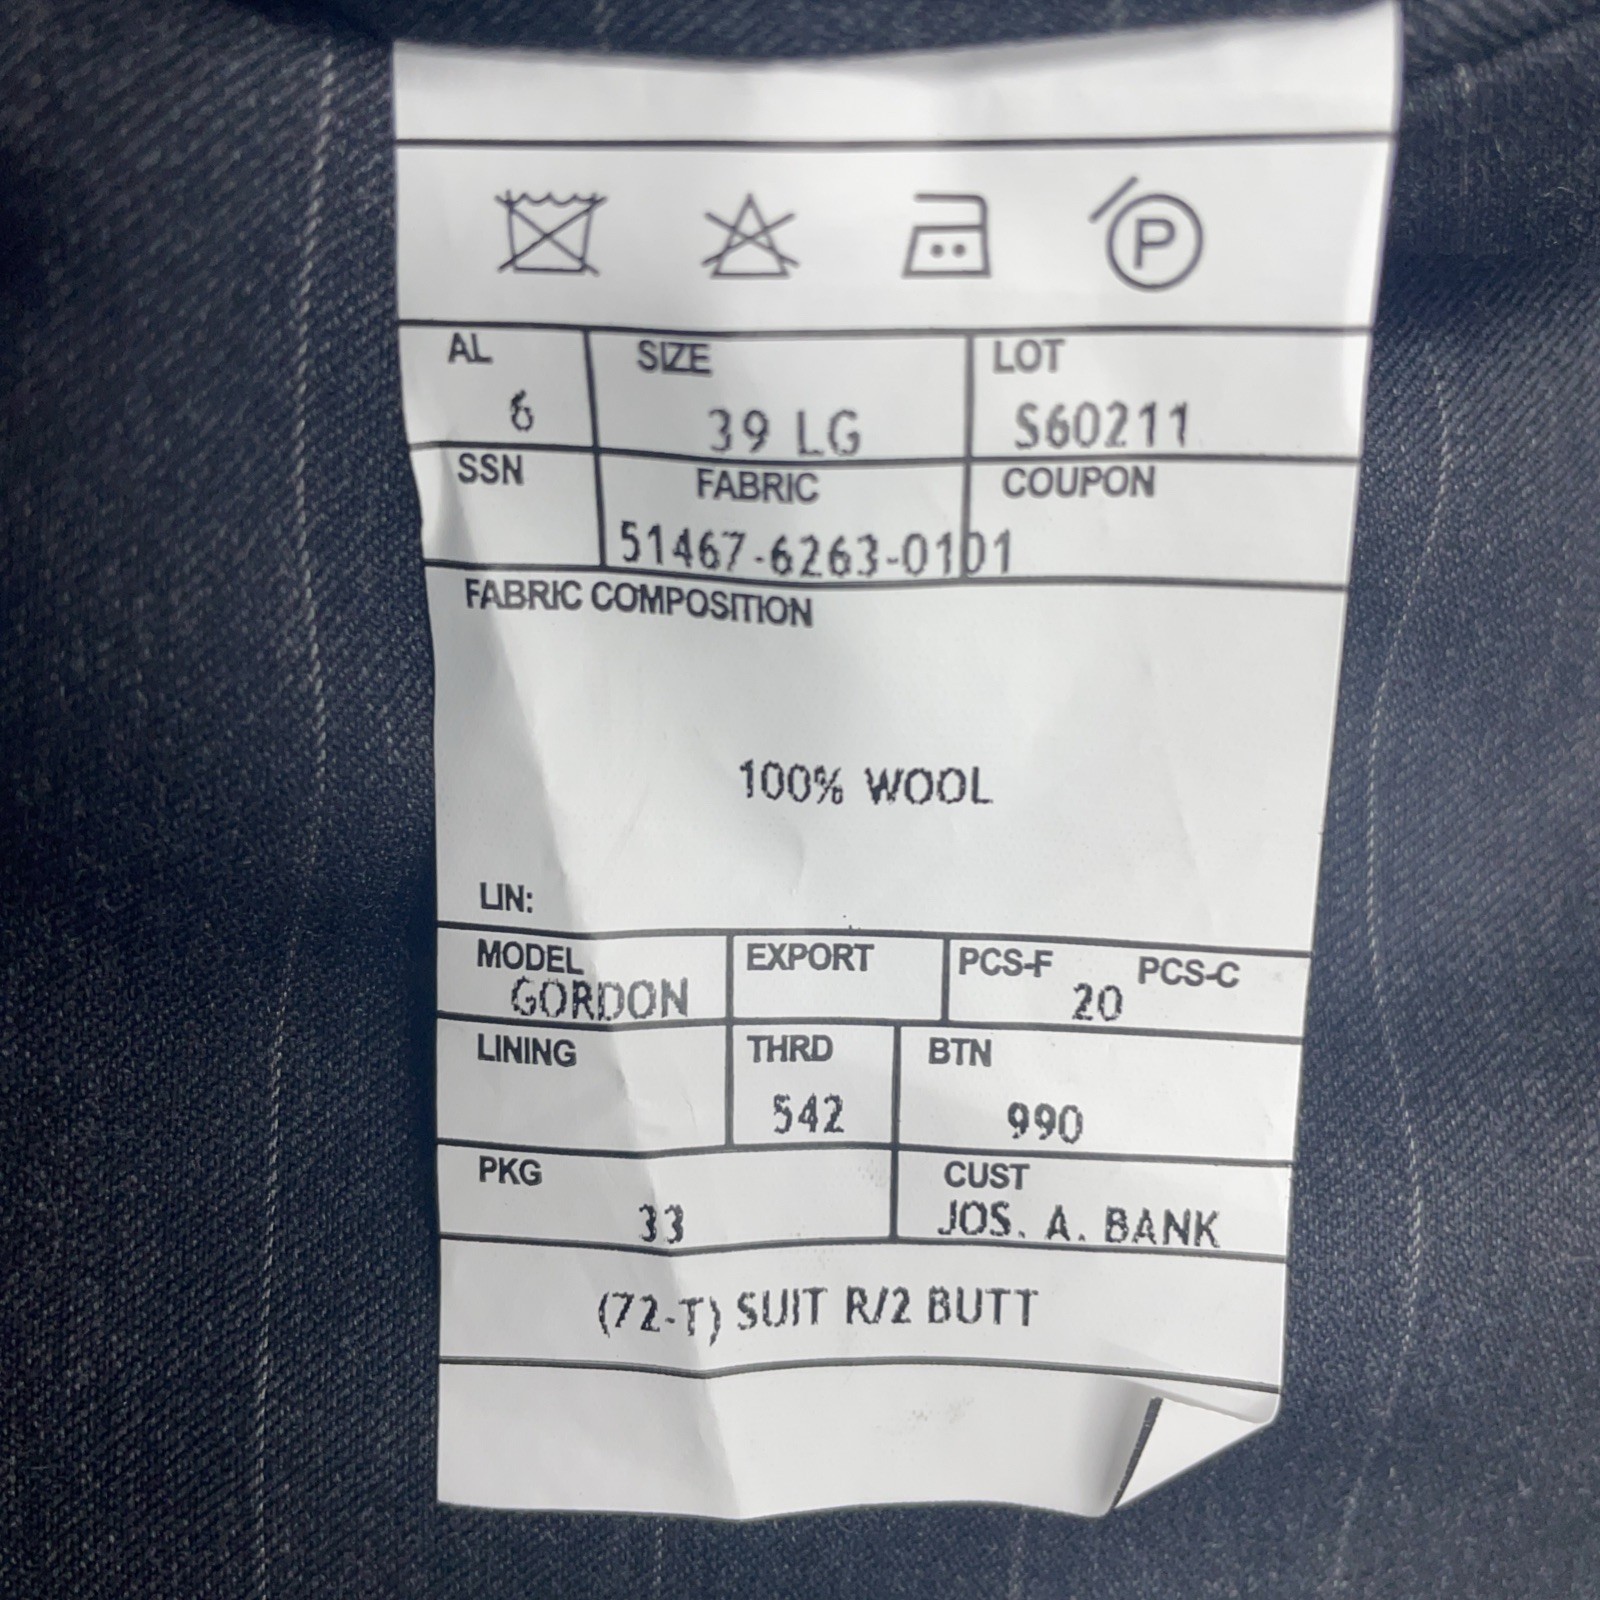 P
AL SIZE LOT
6 39 LG S60211
SSN FABRIC COUPON
51467-6263-0101
FABRIC COMPOSITION
100% WOOL
LIN:
MODEL EXPORT PCS-F PCS-C
GORDON 20
LINING THRD BTN
542 990
PKG CUST
33 JOS. A. BANK
(72-T) SUIT R/2 BUTT